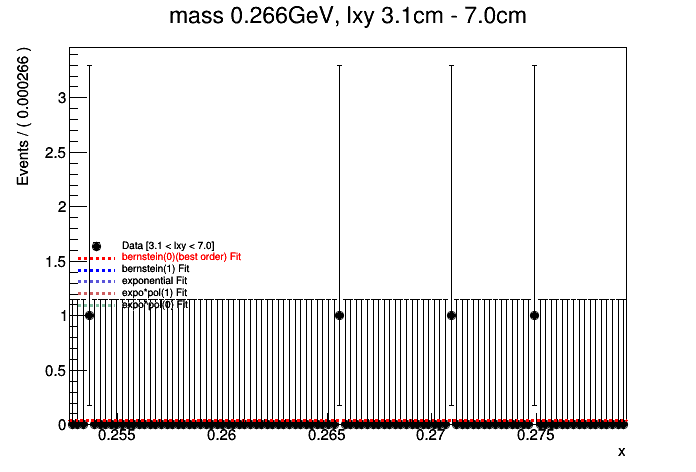 mass 0.266GeV, lxy 3.1cm - 7.0cm
Events / ( 0.000266 )
3
2.5
2
1.5
1
0.5
0
Data [3.1 < lxy < 7.0]
bernstein(0)(best order) Fit
bernstein(1) Fit
exponential Fit
expo*pol(1) Fit
expo*pol(0) Fit
0.255 0.26 0.265 0.27 0.275
x